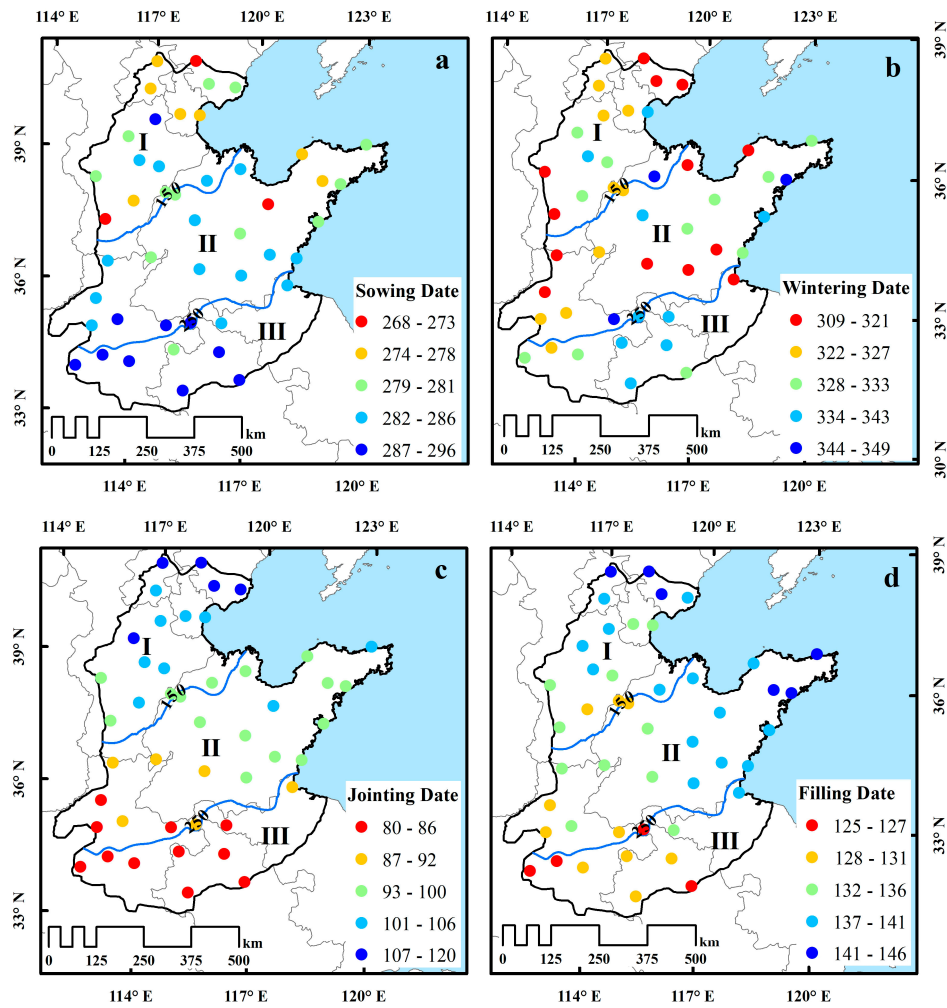 114° E 117° E 120° E 123° E
a
39° N
36° N
33° N
I
150
II
250
III
Sowing Date
268 - 273
274 - 278
279 - 281
282 - 286
287 - 296
0 125 250 375 500
km
114° E 117° E 120° E
114° E 117° E 120° E 123° E
b
39° N
36° N
33° N
30° N
I
150
II
250
III
Wintering Date
309 - 321
322 - 327
328 - 333
334 - 343
344 - 349
0 125 250 375 500
km
114° E 117° E 120° E
114° E 117° E 120° E 123° E
c
39° N
36° N
33° N
I
150
II
250
III
Jointing Date
80 - 86
87 - 92
93 - 100
101 - 106
107 - 120
0 125 250 375 500
km
114° E 117° E 120° E
114° E 117° E 120° E 123° E
d
39° N
36° N
33° N
I
150
II
250
III
Filling Date
125 - 127
128 - 131
132 - 136
137 - 141
141 - 146
0 125 250 375 500
km
114° E 117° E 120° E